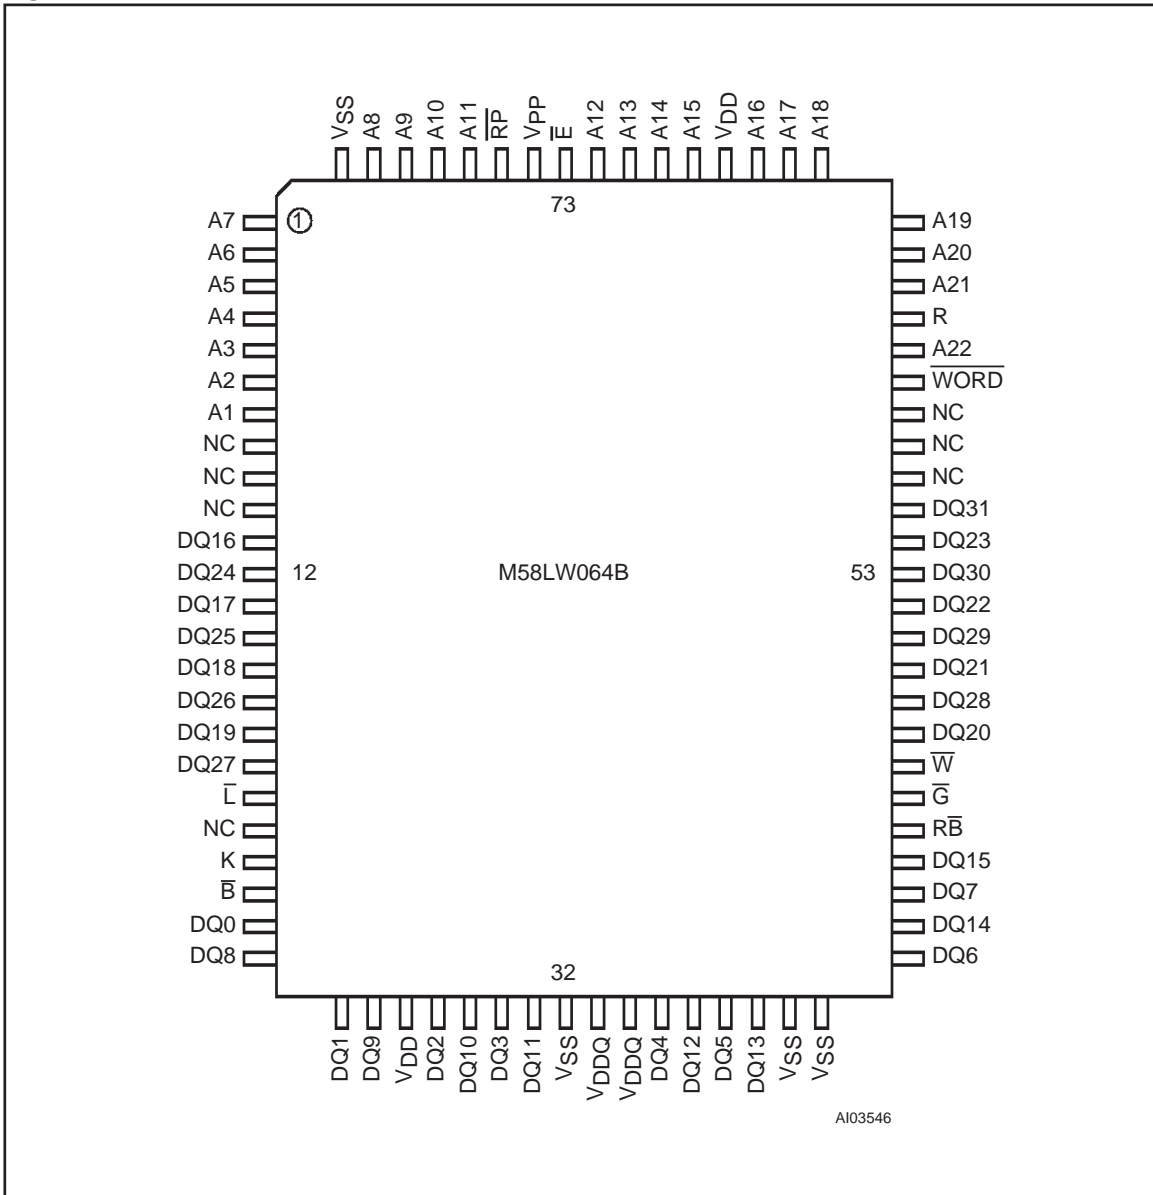 VSS
A8
A9
A10
A11
R̅P̅
VPP
E̅
A12
A13
A14
A15
VDD
A16
A17
A18
73
A7
1
A19
A6
A20
A5
A21
A4
R
A3
A22
A2
W̅O̅R̅D̅
A1
NC
NC
NC
NC
NC
NC
DQ31
DQ16
DQ23
DQ24
12
M58LW064B
53
DQ30
DQ17
DQ22
DQ25
DQ29
DQ18
DQ21
DQ26
DQ28
DQ19
DQ20
DQ27
W̅
L̅
G̅
NC
RB̅
K
DQ15
B̅
DQ7
DQ0
DQ14
DQ8
DQ6
32
DQ1
DQ9
VDD
DQ2
DQ10
DQ3
DQ11
VSS
VDDQ
VDDQ
DQ4
DQ12
DQ5
DQ13
VSS
VSS
AI03546